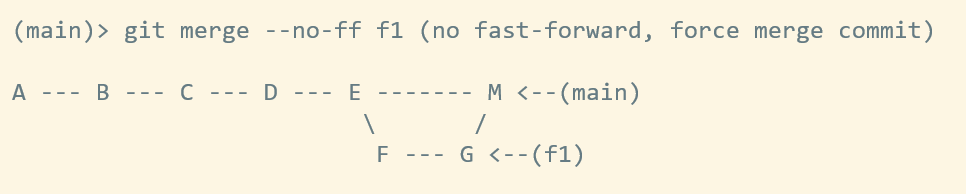 (main)> git merge --no-ff f1 (no fast-forward, force merge commit)
A --- B --- C --- D --- E ------- M <--(main)
                         \       /
                          F --- G <--(f1)